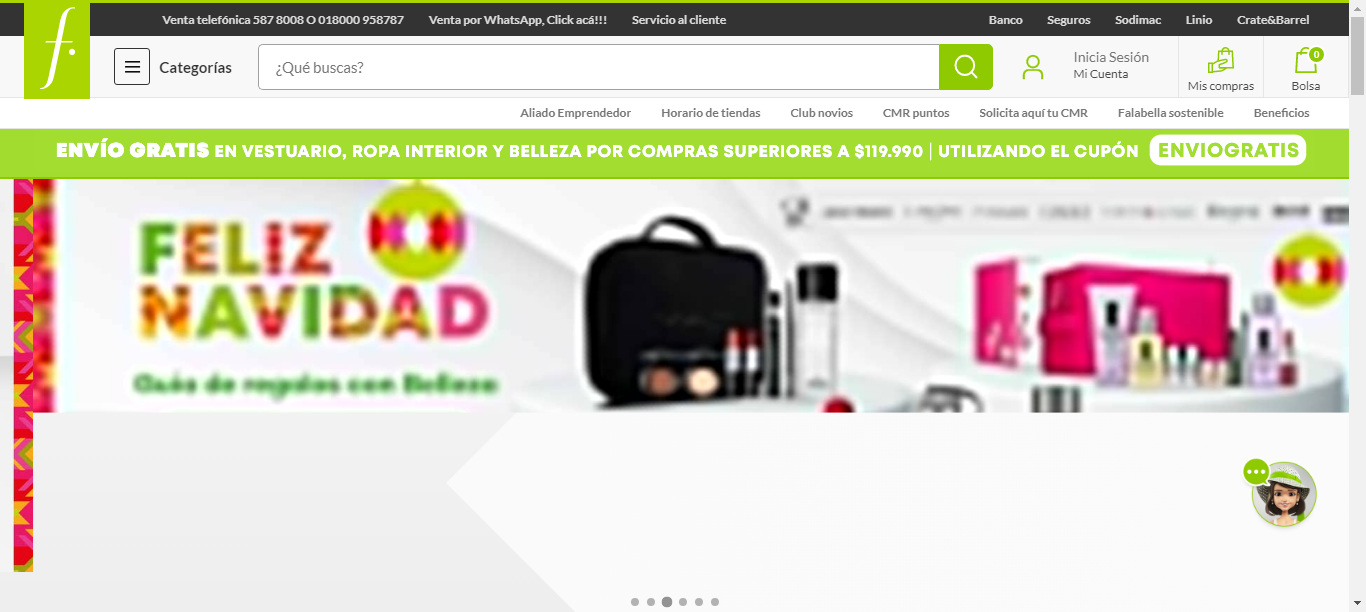 Venta telefónica 587 8008 O 018000 958787 Venta por WhatsApp, Click acá!!! Servicio al cliente Banco Seguros Sodimac Linio Crate&Barrel
f.
Categorías ¿Qué buscas? Inicia Sesión
Mi Cuenta
Mis compras
0
Bolsa
Aliado Emprendedor Horario de tiendas Club novios CMR puntos Solicita aquí tu CMR Falabella sostenible Beneficios
ENVÍO GRATIS EN VESTUARIO, ROPA INTERIOR Y BELLEZA POR COMPRAS SUPERIORES A $119.990 | UTILIZANDO EL CUPÓN ENVIOGRATIS
FELIZ
NAVIDAD
Guía de regalos con Belleza